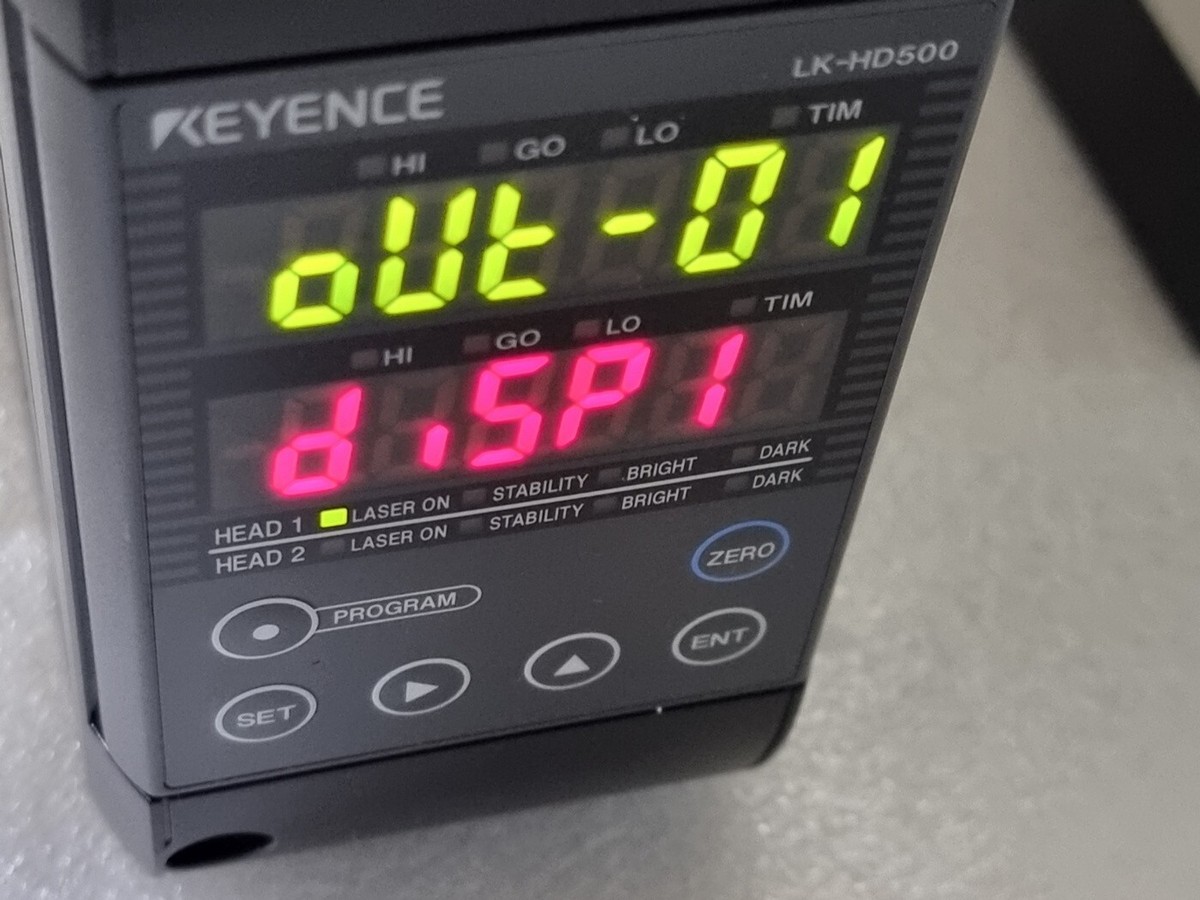 KEYENCE LK-HD500
HI GO LO TIM
oUt-01
HI GO LO TIM
diSP1
HEAD 1 LASER ON STABILITY BRIGHT DARK
HEAD 2 LASER ON STABILITY BRIGHT DARK
ZERO
PROGRAM
SET ENT